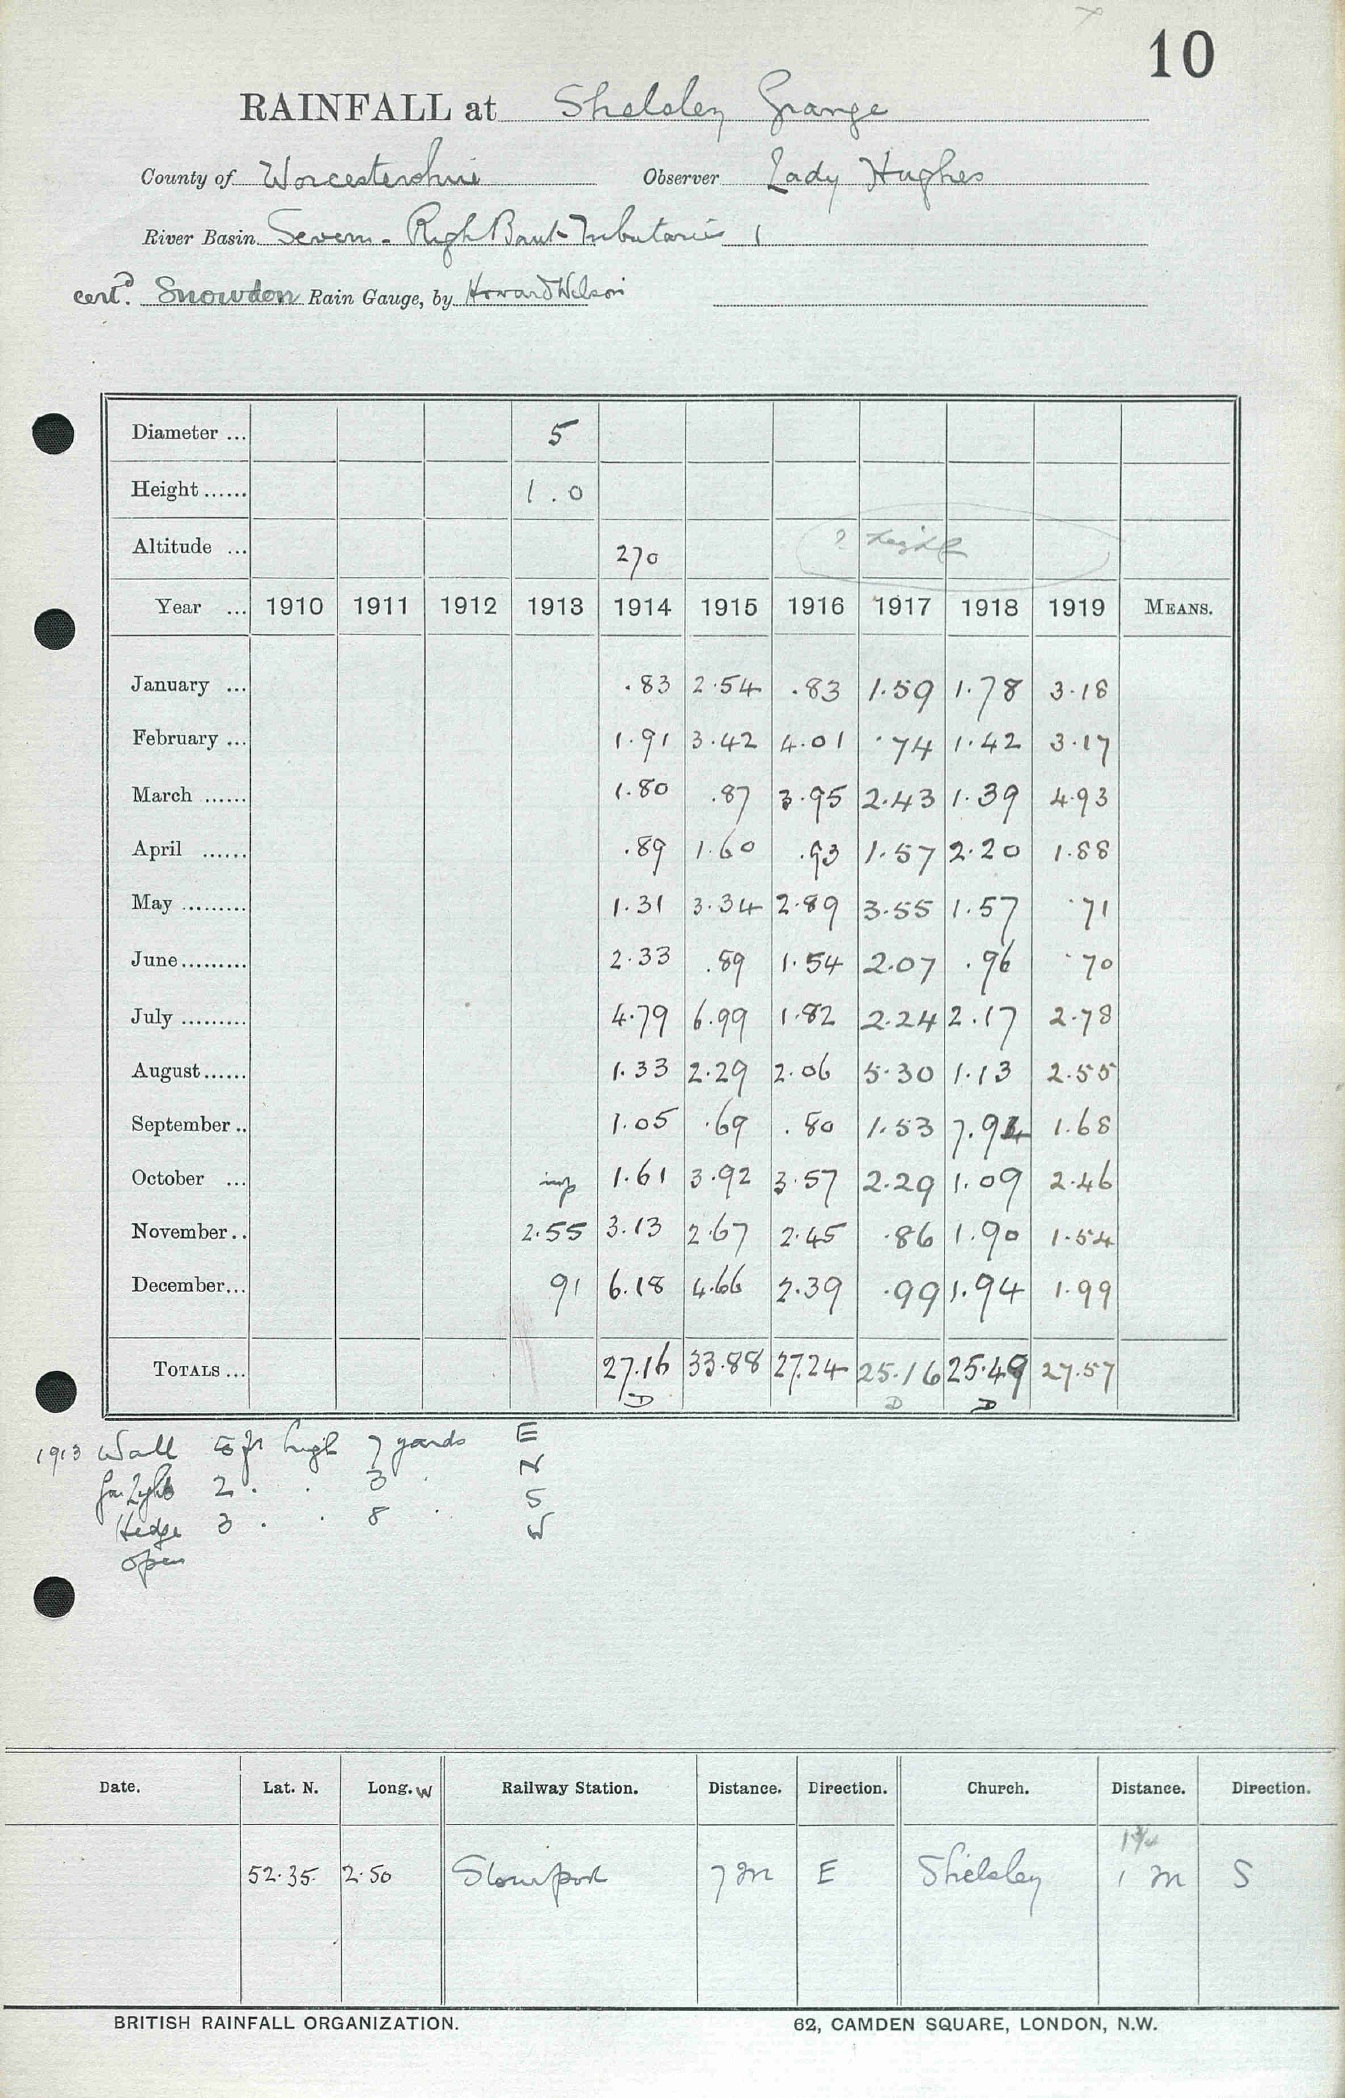 10
RAINFALL at Shelsley Grange
County of Worcestershire Observer Lady Hughes
River Basin Severn - Right Bank Tributaries 1
certd. Snowdon Rain Gauge, by Howard Wilson
Diameter ... 5
Height ...... 1.0
Altitude ... 270 ? height
Year ... 1910 1911 1912 1913 1914 1915 1916 1917 1918 1919 MEANS.
January ... .83 2.54 .83 1.59 1.78 3.18
February ... 1.91 3.42 4.01 .74 1.42 3.17
March ...... 1.80 .87 3.95 2.43 1.39 4.93
April ...... .89 1.60 .93 1.57 2.20 1.88
May ......... 1.31 3.34 2.89 3.55 1.57 .71
June......... 2.33 .89 1.54 2.07 .96 .70
July ......... 4.79 6.99 1.82 2.24 2.17 2.78
August...... 1.33 2.29 2.06 5.30 1.13 2.55
September .. 1.05 .69 .80 1.53 7.94 1.68
October ... imp 1.61 3.92 3.57 2.29 1.09 2.46
November.. 2.55 3.13 2.67 2.45 .86 1.90 1.54
December... 91 6.18 4.66 2.39 .99 1.94 1.99
TOTALS ... 27.16 33.88 27.24 25.16 25.49 27.57
D D D
1913 Wall ft high 7 yards E
2 . . 3 . N
Hedge 3 . . 8 . S
open W
Date. Lat. N. Long. W Railway Station. Distance. Direction. Church. Distance. Direction.
1 3/4
52.35. 2.50 Stourport 7 m E Shelsley 1 m S
BRITISH RAINFALL ORGANIZATION. 62, CAMDEN SQUARE, LONDON, N.W.